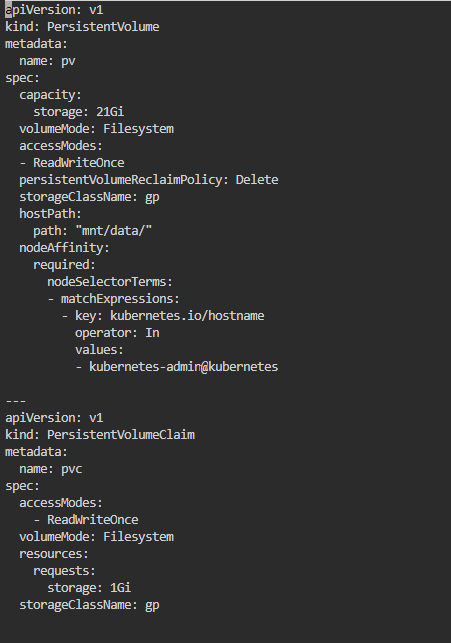 apiVersion: v1
kind: PersistentVolume
metadata:
  name: pv
spec:
  capacity:
    storage: 21Gi
  volumeMode: Filesystem
  accessModes:
  - ReadWriteOnce
  persistentVolumeReclaimPolicy: Delete
  storageClassName: gp
  hostPath:
    path: "mnt/data/"
  nodeAffinity:
    required:
      nodeSelectorTerms:
      - matchExpressions:
        - key: kubernetes.io/hostname
          operator: In
          values:
          - kubernetes-admin@kubernetes

---
apiVersion: v1
kind: PersistentVolumeClaim
metadata:
  name: pvc
spec:
  accessModes:
    - ReadWriteOnce
  volumeMode: Filesystem
  resources:
    requests:
      storage: 1Gi
  storageClassName: gp